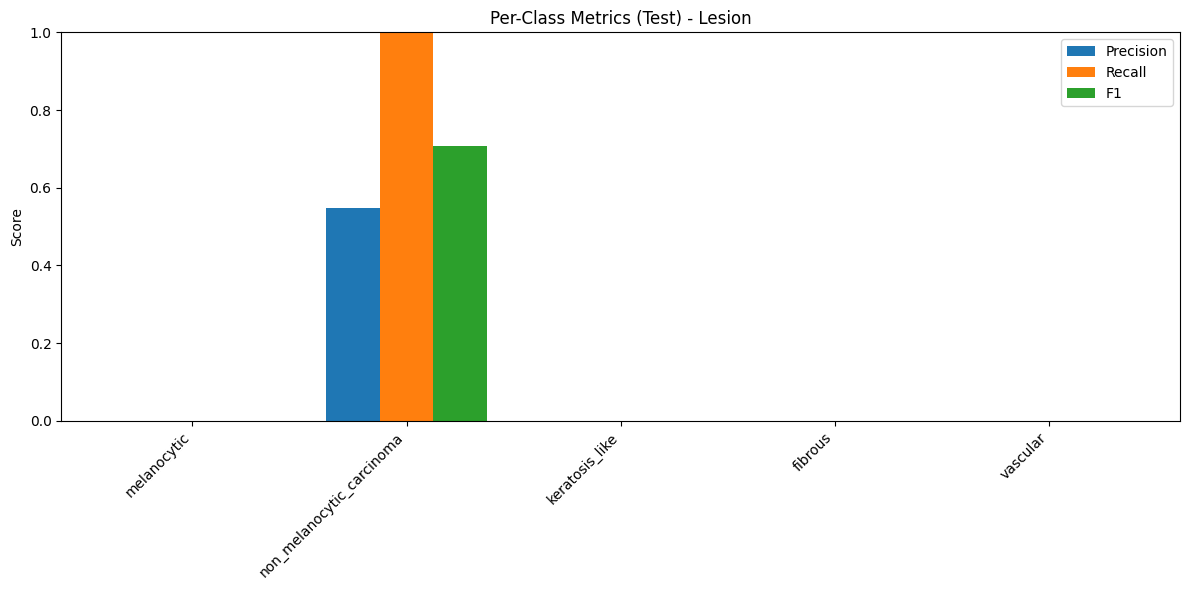 Per-Class Metrics (Test) - Lesion
Precision
Recall
F1
Score
1.0
0.8
0.6
0.4
0.2
0.0
melanocytic
non_melanocytic_carcinoma
keratosis_like
fibrous
vascular